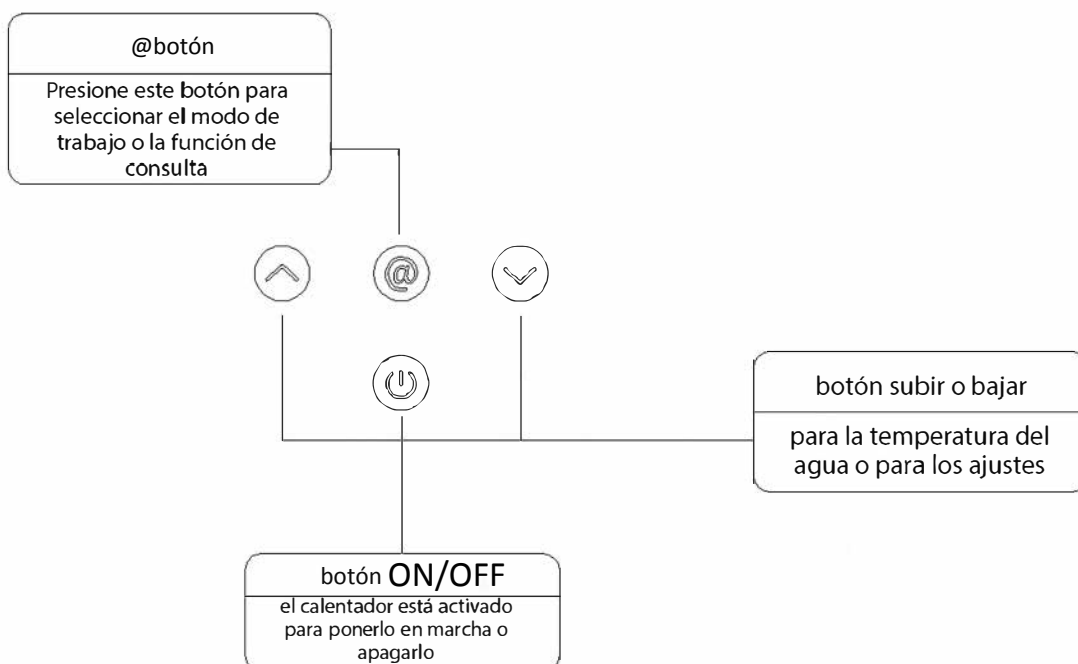 @botón
Presione este botón para
seleccionar el modo de
trabajo o la función de
consulta
@
botón subir o bajar
para la temperatura del
agua o para los ajustes
botón ON/OFF
el calentador está activado
para ponerlo en marcha o
apagarlo